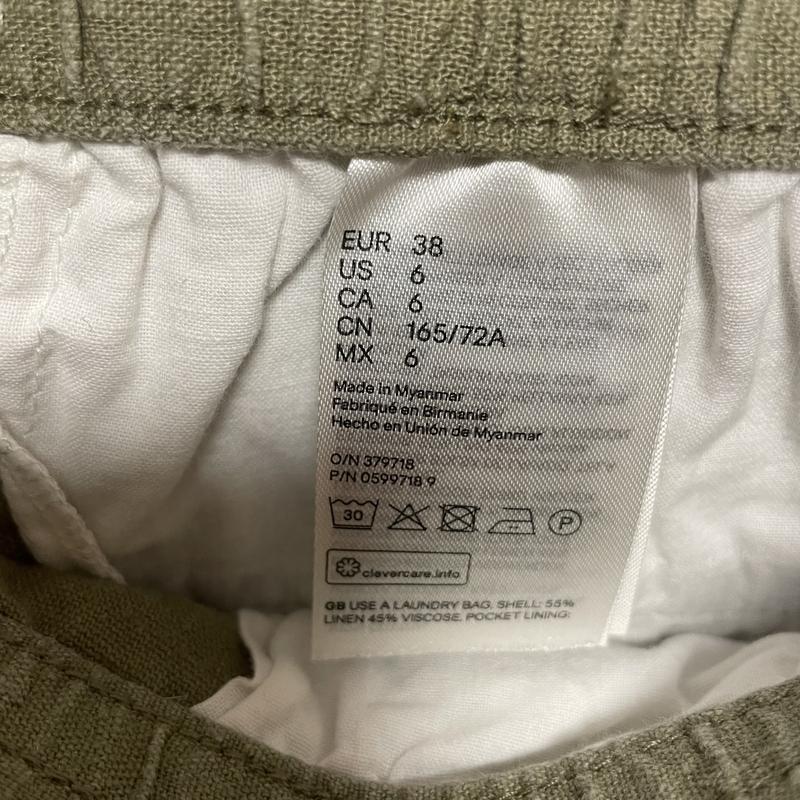 EUR 38
US 6
CA 6
CN 165/72A
MX 6
Made in Myanmar
Fabriqué en Birmanie
Hecho en Unión de Myanmar
O/N 379718
P/N 0599718 9
30
P
clevercare.info
GB USE A LAUNDRY BAG. SHELL: 55%
LINEN 45% VISCOSE. POCKET LINING: